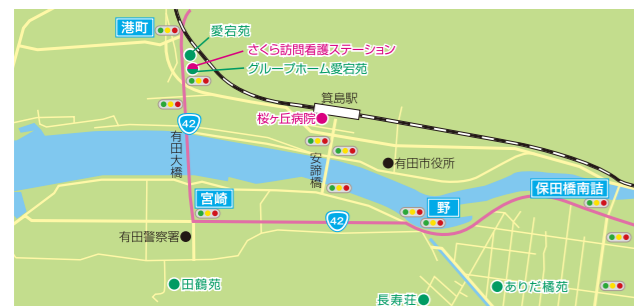 港町
愛宕苑
さくら訪問看護ステーション
グループホーム愛宕苑
箕島駅
桜ヶ丘病院
42
有田大橋
安諦橋
有田市役所
宮崎
野
保田橋南詰
42
有田警察署
田鶴苑
長寿荘
ありだ橘苑